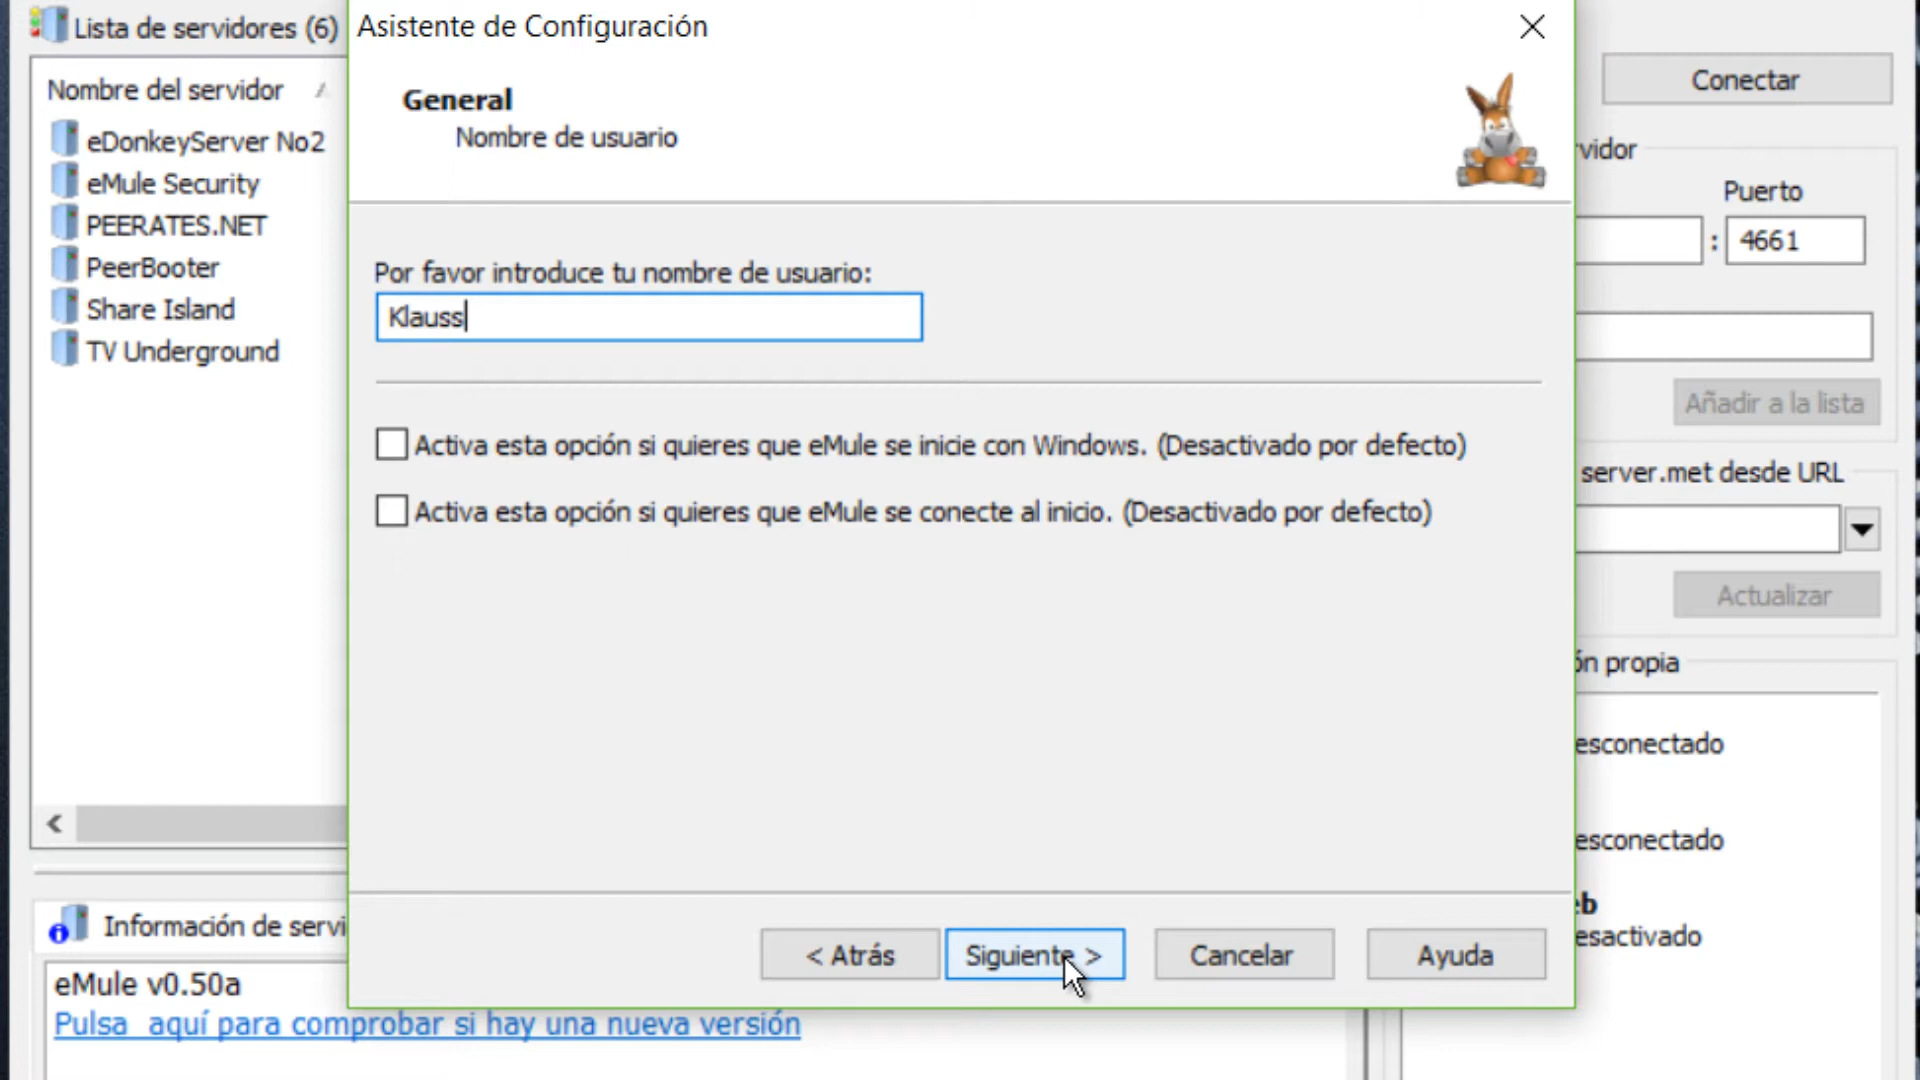 Lista de servidores (6)
Nombre del servidor
eDonkeyServer No2
eMule Security
PEERATES.NET
PeerBooter
Share Island
TV Underground
Información de servi
eMule v0.50a
Pulsa aquí para comprobar si hay una nueva versión
Asistente de Configuración
General
Nombre de usuario
Por favor introduce tu nombre de usuario:
Klauss
Activa esta opción si quieres que eMule se inicie con Windows. (Desactivado por defecto)
Activa esta opción si quieres que eMule se conecte al inicio. (Desactivado por defecto)
< Atrás
Siguiente >
Cancelar
Ayuda
Conectar
vidor
Puerto
: 4661
Añadir a la lista
server.met desde URL
Actualizar
ón propia
esconectado
esconectado
eb
esactivado